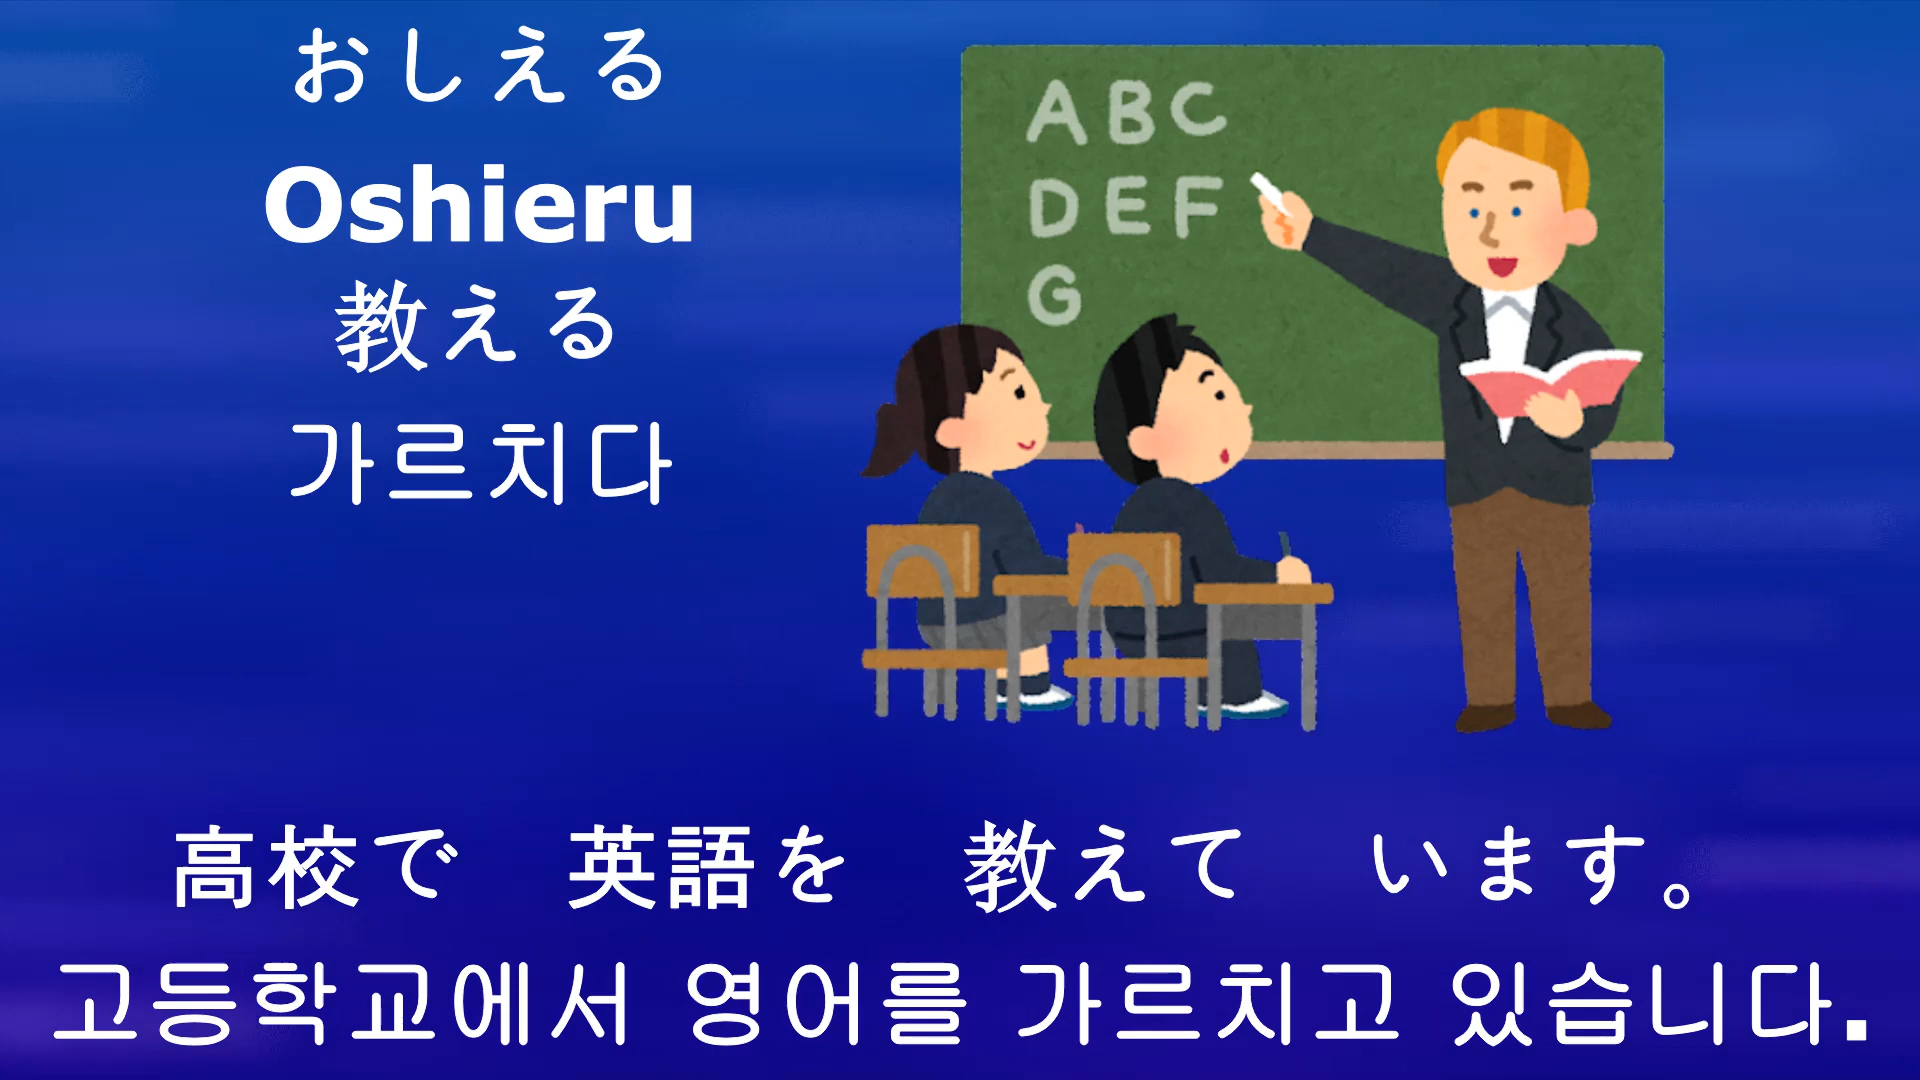 おしえる
Oshieru
教える
가르치다
A B C
D E F
G
高校で　英語を　教えて　います。
고등학교에서 영어를 가르치고 있습니다.